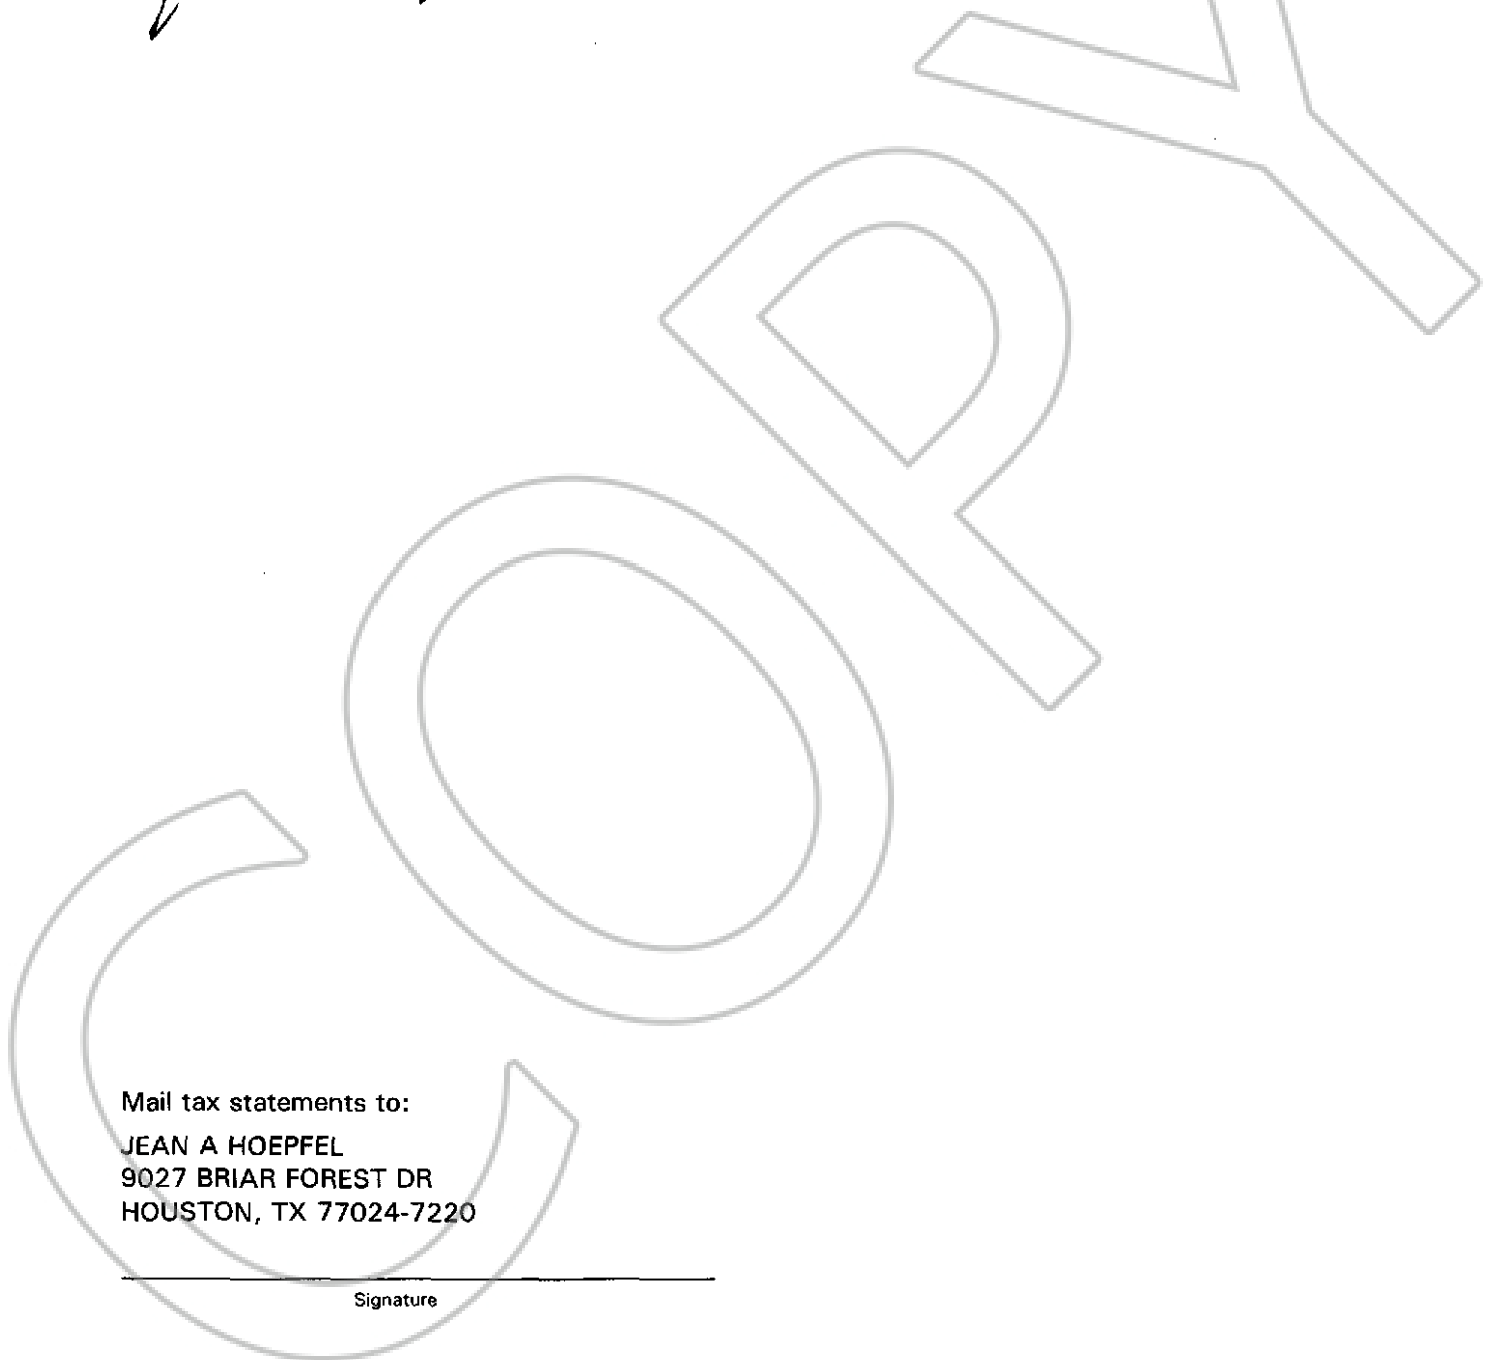 COPY
Mail tax statements to:
JEAN A HOEPFEL
9027 BRIAR FOREST DR
HOUSTON, TX 77024-7220
Signature